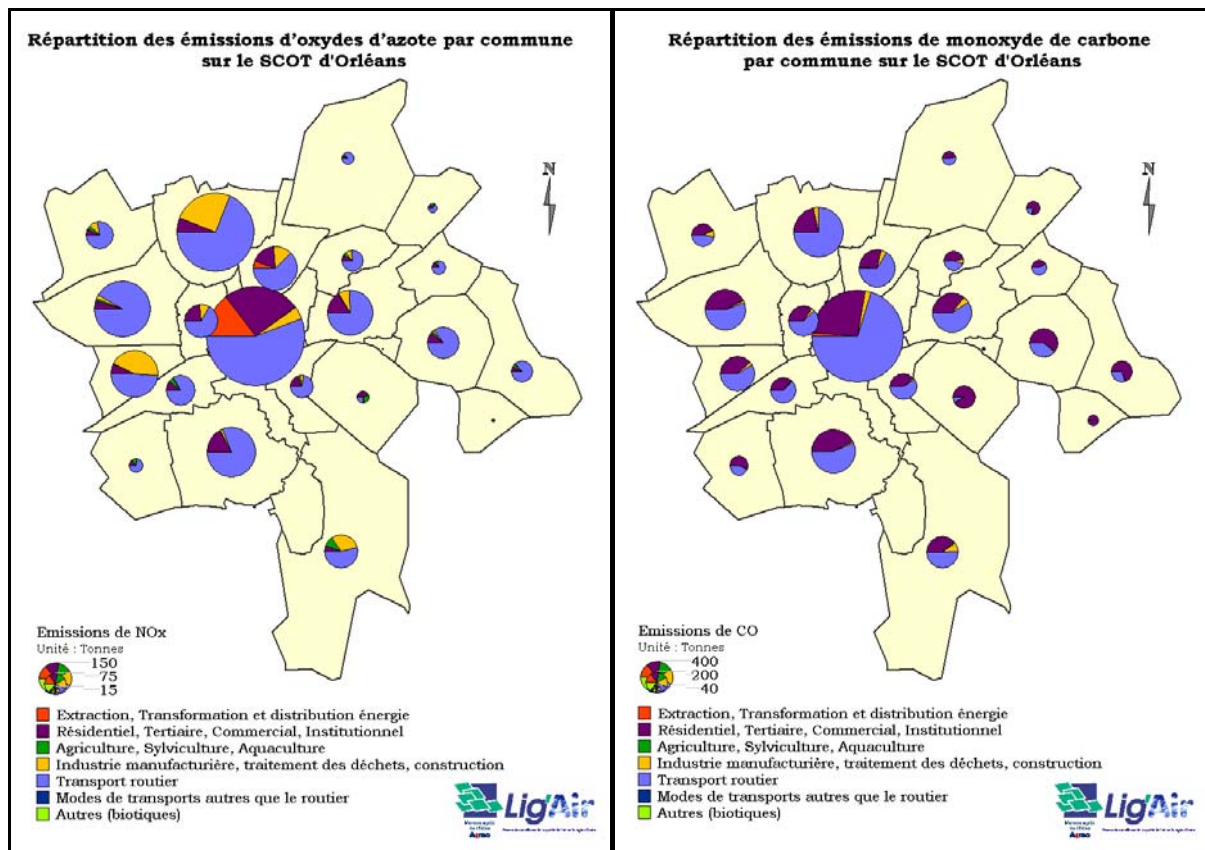 Répartition des émissions d'oxydes d'azote par commune
sur le SCOT d'Orléans
N
Emissions de NOx
Unité : Tonnes
150
75
15
Extraction, Transformation et distribution énergie
Résidentiel, Tertiaire, Commercial, Institutionnel
Agriculture, Sylviculture, Aquaculture
Industrie manufacturière, traitement des déchets, construction
Transport routier
Modes de transports autres que le routier
Autres (biotiques)
Lig'Air
Répartition des émissions de monoxyde de carbone
par commune sur le SCOT d'Orléans
N
Emissions de CO
Unité : Tonnes
400
200
40
Extraction, Transformation et distribution énergie
Résidentiel, Tertiaire, Commercial, Institutionnel
Agriculture, Sylviculture, Aquaculture
Industrie manufacturière, traitement des déchets, construction
Transport routier
Modes de transports autres que le routier
Autres (biotiques)
Lig'Air